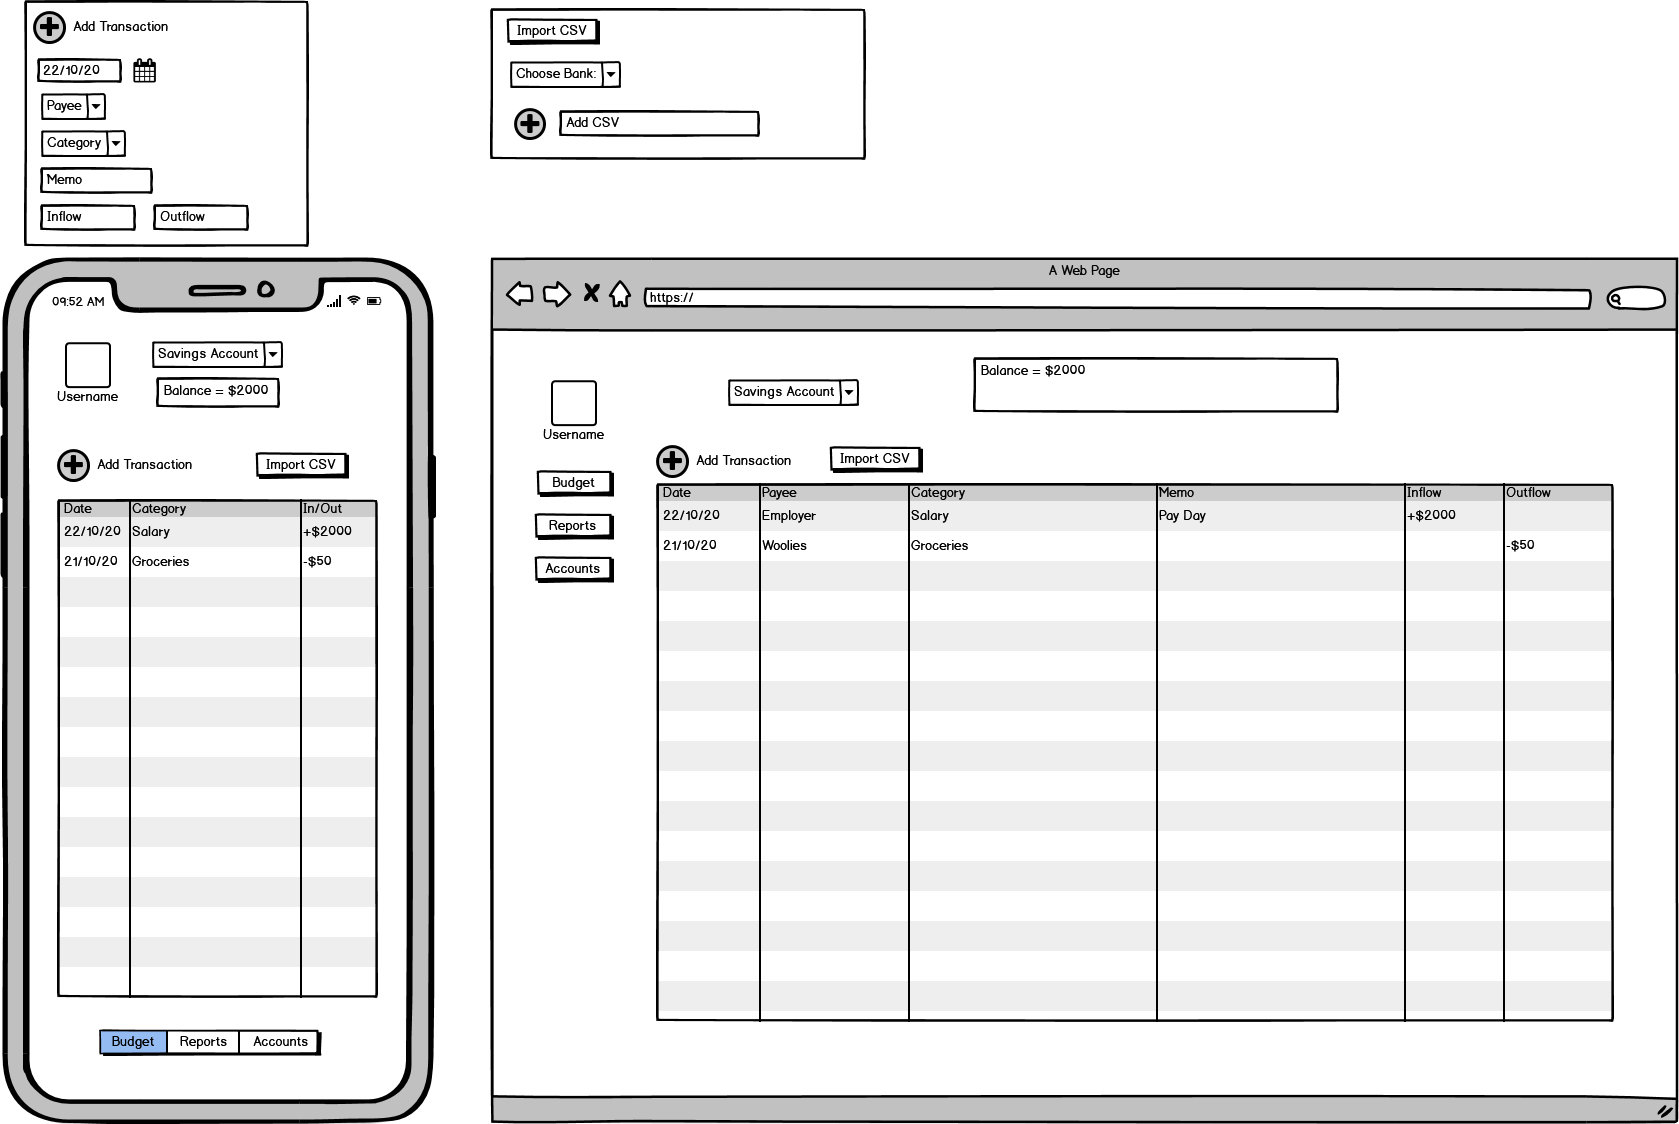 Add Transaction
22/10/20
Payee
Category
Memo
Inflow Outflow
Import CSV
Choose Bank:
Add CSV
09:52 AM
Savings Account
Balance = $2000
Username
Add Transaction Import CSV
Date Category In/Out
22/10/20 Salary +$2000
21/10/20 Groceries -$50
Budget Reports Accounts
A Web Page
https://
Balance = $2000
Savings Account
Username
Add Transaction Import CSV
Budget
Reports
Accounts
Date Payee Category Memo Inflow Outflow
22/10/20 Employer Salary Pay Day +$2000
21/10/20 Woolies Groceries -$50